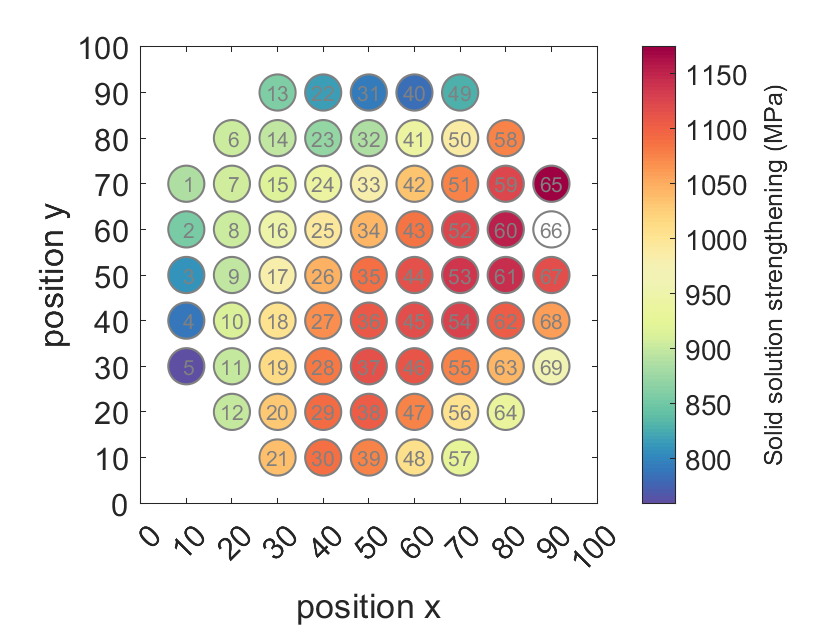 100
90
80
70
60
50
40
30
20
10
0
position y
13 22 31 40 49
6 14 23 32 41 50 58
1 7 15 24 33 42 51 59 65
2 8 16 25 34 43 52 60 66
3 9 17 26 35 44 53 61 67
4 10 18 27 36 45 54 62 68
5 11 19 28 37 46 55 63 69
12 20 29 38 47 56 64
21 30 39 48 57
0 10 20 30 40 50 60 70 80 90 100
position x
1150
1100
1050
1000
950
900
850
800
Solid solution strengthening (MPa)